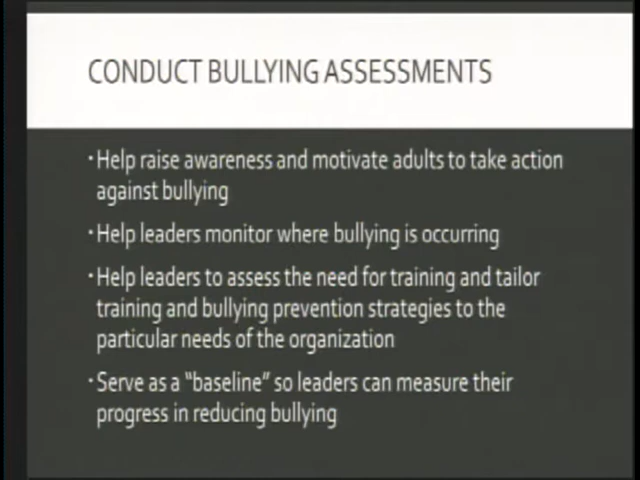 CONDUCT BULLYING ASSESSMENTS
• Help raise awareness and motivate adults to take action
against bullying
• Help leaders monitor where bullying is occurring
• Help leaders to assess the need for training and tailor
training and bullying prevention strategies to the
particular needs of the organization
• Serve as a “baseline” so leaders can measure their
progress in reducing bullying